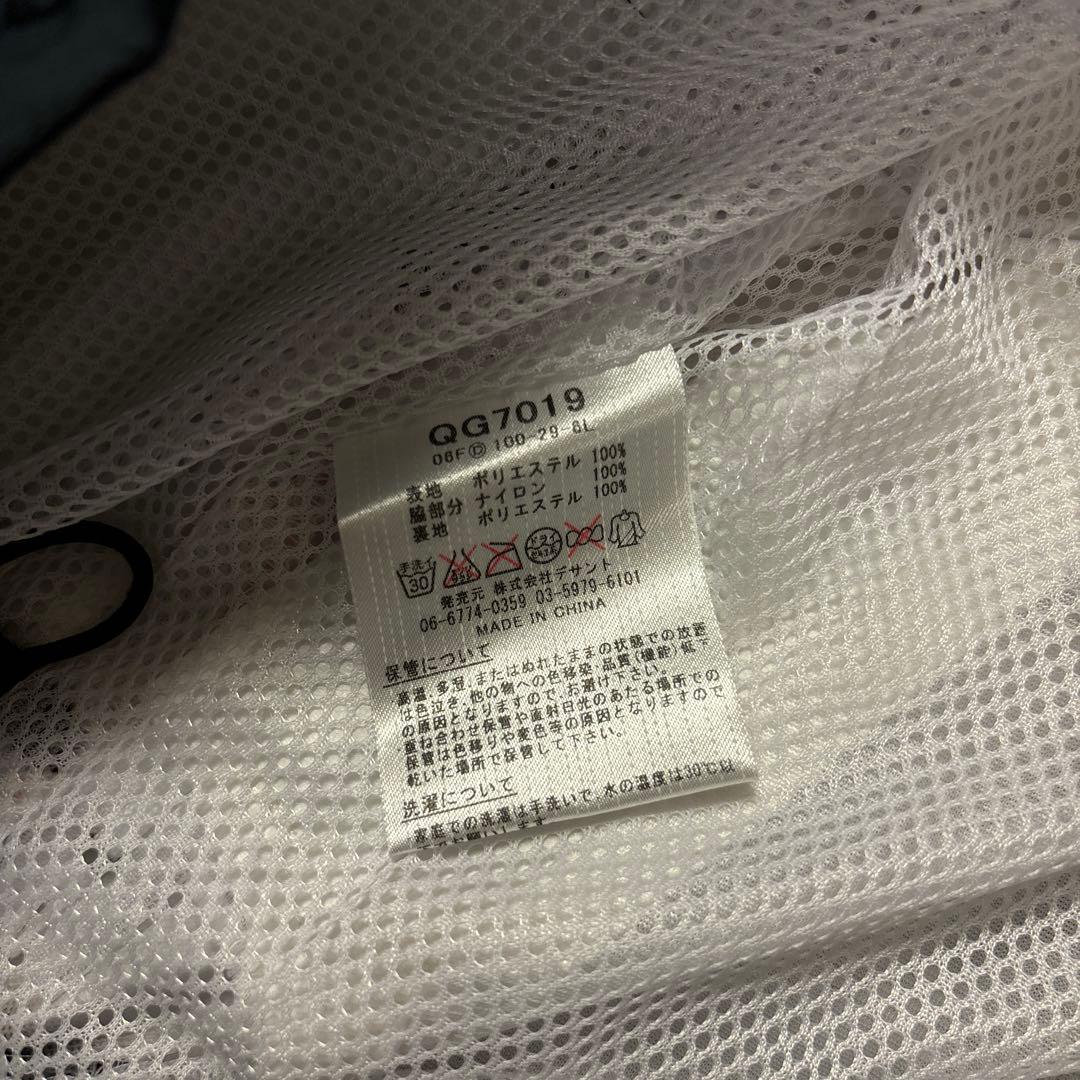 QG7019
06FⒹ 100-29-6L
表地 ポリエステル 100%
脇部分 ナイロン 100%
裏地 ポリエステル 100%
手洗イ
30
ドライ
発売元 株式会社デサント
06-6774-0359 03-5979-6101
MADE IN CHINA
保管について
高温,多湿,またはぬれたままの状態での放置
は色泣き,他の物への色移染,品質(機能)低下
の原因となりますので,お避け下さい。
重ね合わせ保管や直射日光のあたる場所での
保管は色移りや変色等の原因となりますので
乾いた場所で保管して下さい。
洗濯について
家庭での洗濯は手洗いで,水の温度は30℃以